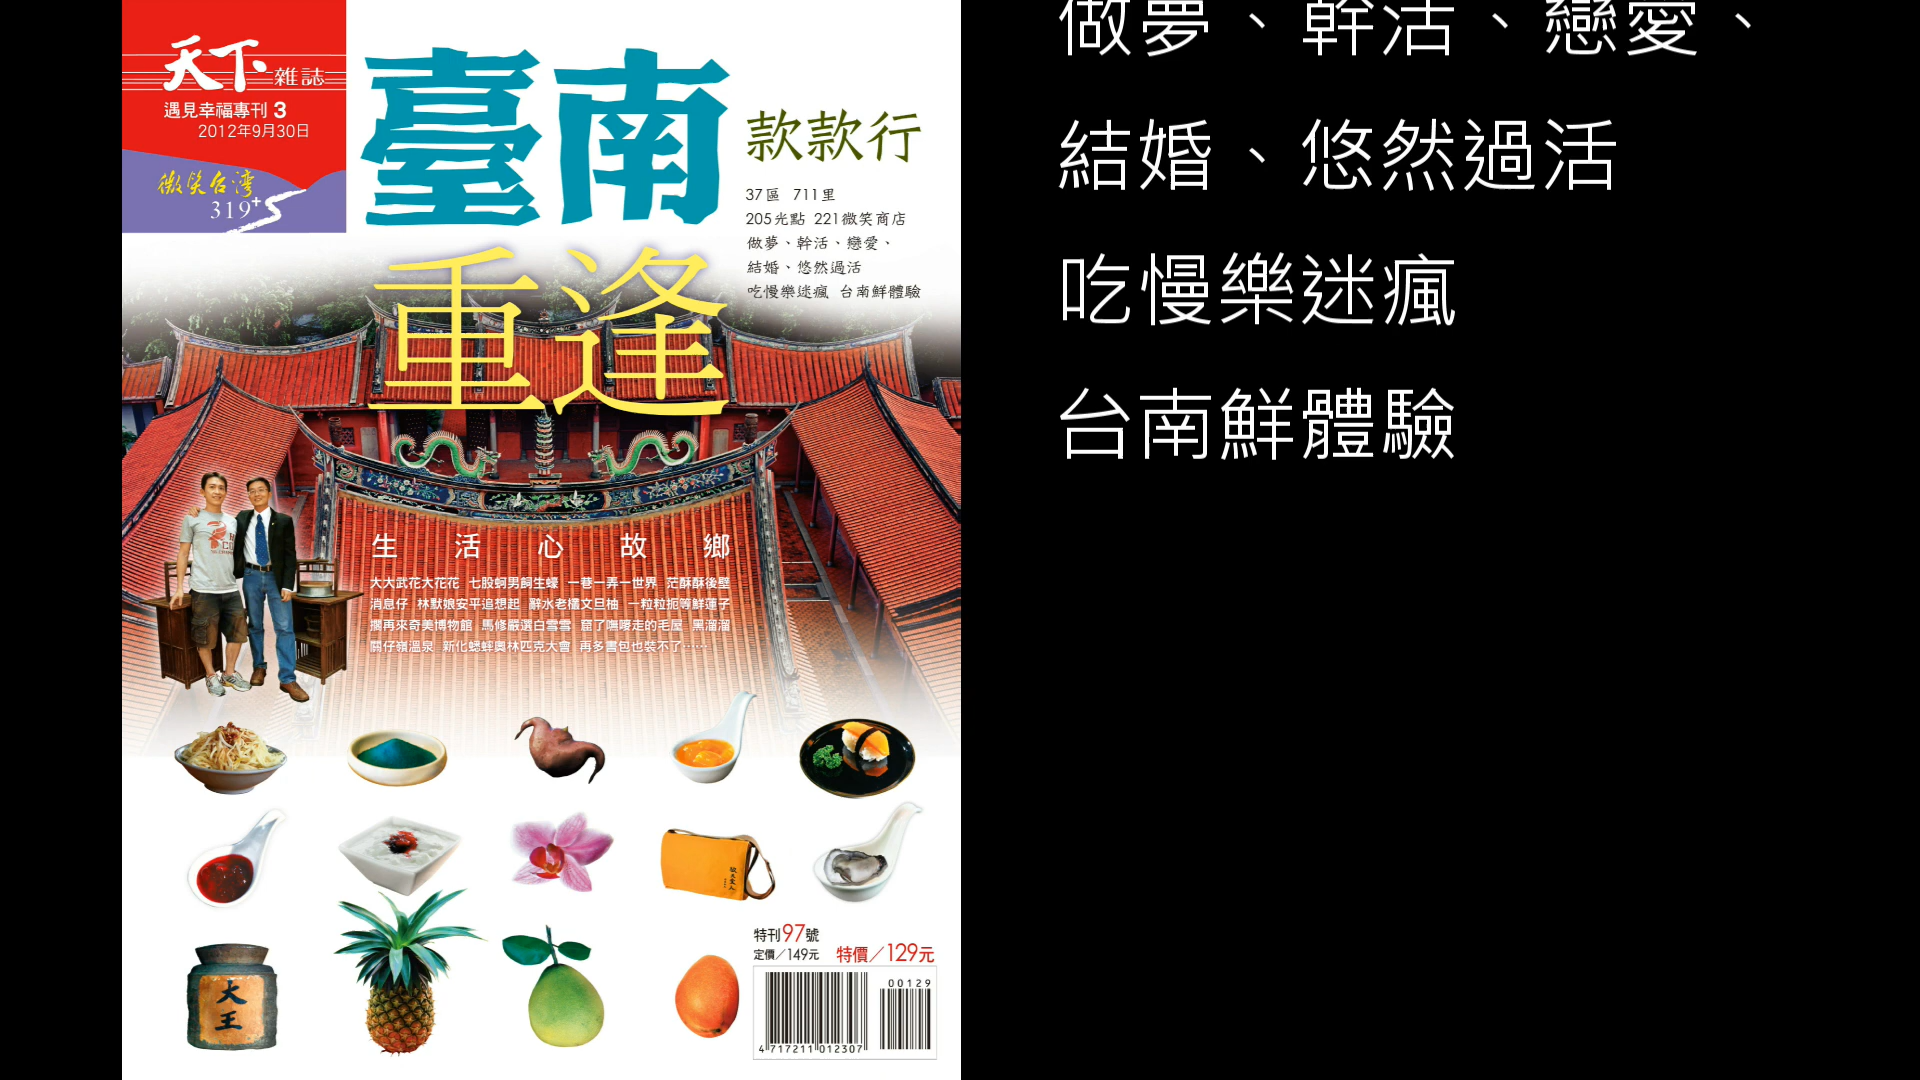 天下雜誌
遇見幸福專刊 3
2012年9月30日
微笑台灣
319+
臺南
款款行
37區 711里
205光點 221微笑商店
做夢、幹活、戀愛、
結婚、悠然過活
吃慢樂迷瘋 台南鮮體驗
重逢
生活心故鄉
大大武花大花花 七股蚵男飼生蠔 一巷一弄一世界 茫酥酥後壁
消息仔 林默娘安平追想起 辭水老欉文旦柚 一粒粒扼等鮮蓮子
擱再來奇美博物館 馬修嚴選白雪雪 窟了嘸嘜走的毛屋 黑溜溜
關仔嶺溫泉 新化蟋蟀奧林匹克大會 再多書包也裝不了……
大王
特刊97號
定價／149元 特價／129元
00129
4 717211 012307
做夢、幹活、戀愛、
結婚、悠然過活
吃慢樂迷瘋
台南鮮體驗